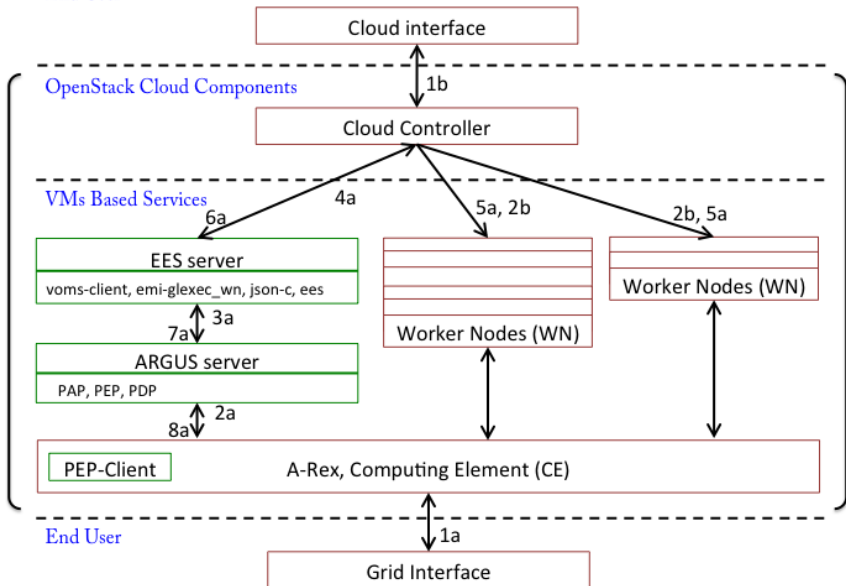 Cloud interface
1b
OpenStack Cloud Components
Cloud Controller
VMs Based Services
4a
6a
5a, 2b
2b, 5a
EES server
voms-client, emi-glexec_wn, json-c, ees
Worker Nodes (WN)
Worker Nodes (WN)
3a
7a
ARGUS server
PAP, PEP, PDP
2a
8a
PEP-Client
A-Rex, Computing Element (CE)
End User
1a
Grid Interface